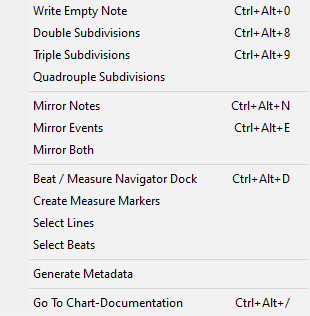 Write Empty Note Ctrl+Alt+0
Double Subdivisions Ctrl+Alt+8
Triple Subdivisions Ctrl+Alt+9
Quadrouple Subdivisions
Mirror Notes Ctrl+Alt+N
Mirror Events Ctrl+Alt+E
Mirror Both
Beat / Measure Navigator Dock Ctrl+Alt+D
Create Measure Markers
Select Lines
Select Beats
Generate Metadata
Go To Chart-Documentation Ctrl+Alt+/